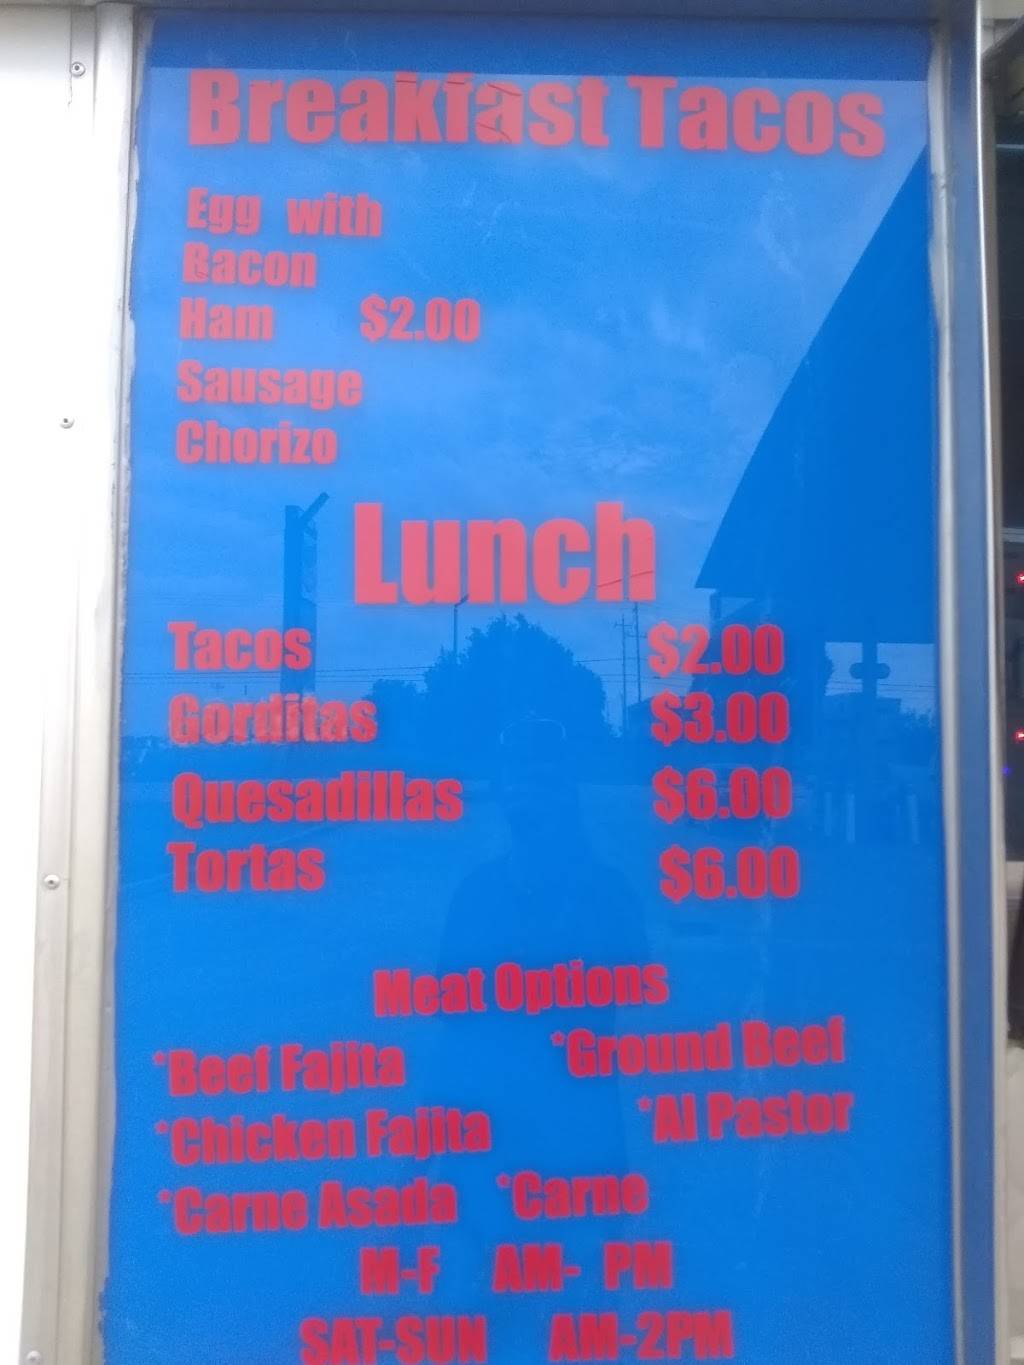 Breakfast Tacos
Egg with
Bacon
Ham $2.00
Sausage
Chorizo
Lunch
Tacos $2.00
Gorditas $3.00
Quesadillas $6.00
Tortas $6.00
Meat Options
*Beef Fajita *Ground Beef
*Chicken Fajita *Al Pastor
*Carne Asada *Carne
M-F AM- PM
SAT-SUN AM-2PM